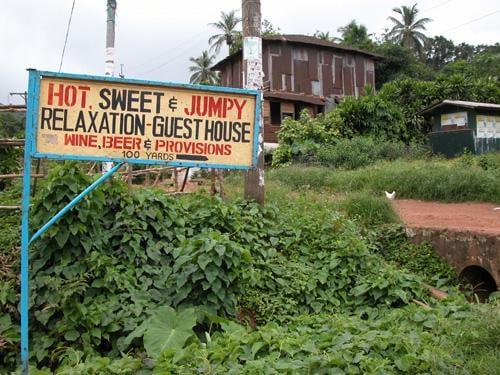 HOT, SWEET & JUMPY
RELAXATION-GUEST HOUSE
WINE, BEER & PROVISIONS
100 YARDS